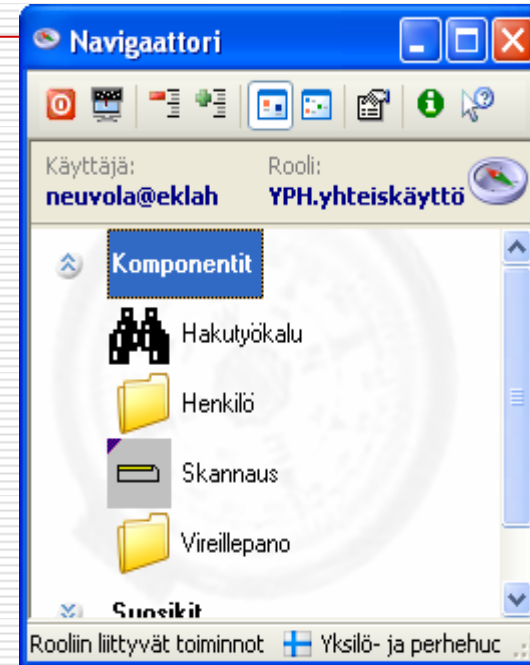 Navigaattori
Käyttäjä: Rooli:
neuvola@eklah YPH.yhteiskäyttö
Komponentit
Hakutyökalu
Henkilö
Skannaus
Vireillepano
Suosikit
Rooliin liittyvät toiminnot Yksilö- ja perhehuc